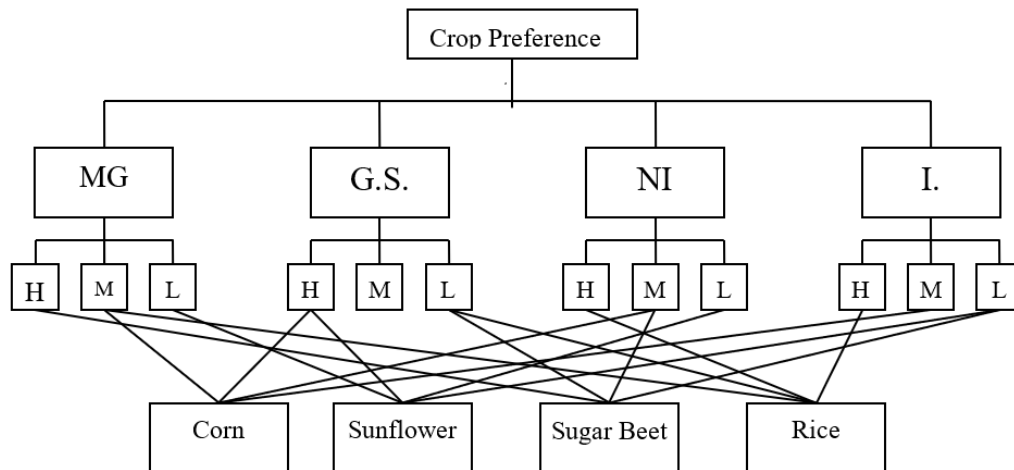 Crop Preference
MG G.S. NI I.
H M L H M L H M L H M L
Corn Sunflower Sugar Beet Rice